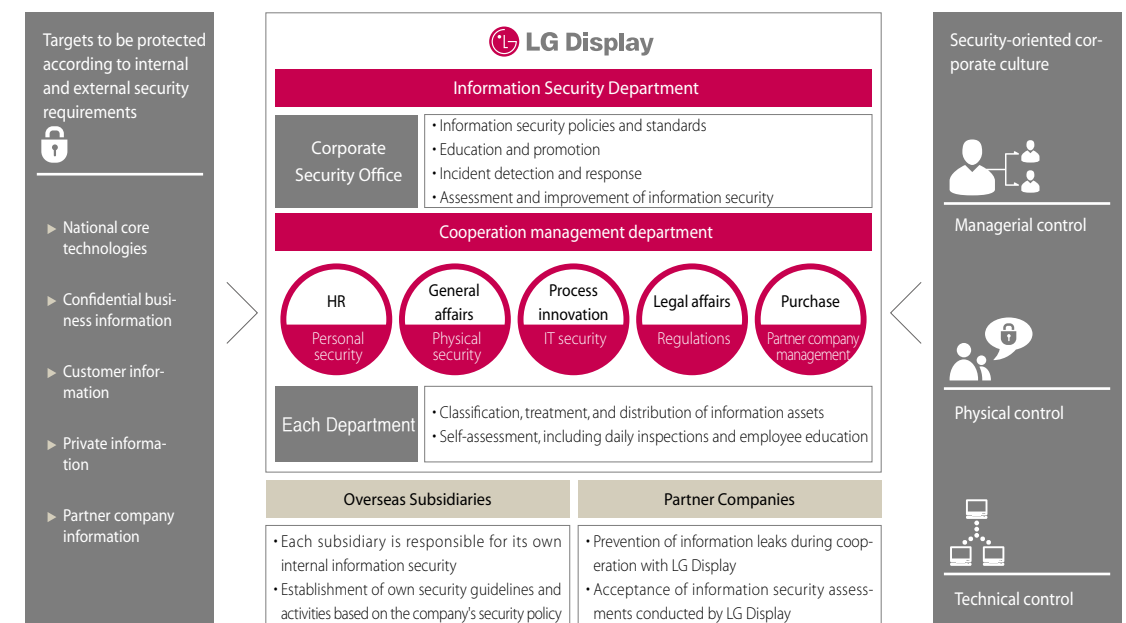 Targets to be protected
according to internal
and external security
requirements
▶ National core
technologies
▶ Confidential busi-
ness information
▶ Customer infor-
mation
▶ Private informa-
tion
▶ Partner company
information
LG Display
Information Security Department
Corporate
Security Office
• Information security policies and standards
• Education and promotion
• Incident detection and response
• Assessment and improvement of information security
Cooperation management department
HR
Personal
security
General
affairs
Physical
security
Process
innovation
IT security
Legal affairs
Regulations
Purchase
Partner company
management
Each Department
• Classification, treatment, and distribution of information assets
• Self-assessment, including daily inspections and employee education
Overseas Subsidiaries
• Each subsidiary is responsible for its own
internal information security
• Establishment of own security guidelines and
activities based on the company's security policy
Partner Companies
• Prevention of information leaks during coop-
eration with LG Display
• Acceptance of information security assess-
ments conducted by LG Display
Security-oriented cor-
porate culture
Managerial control
Physical control
Technical control